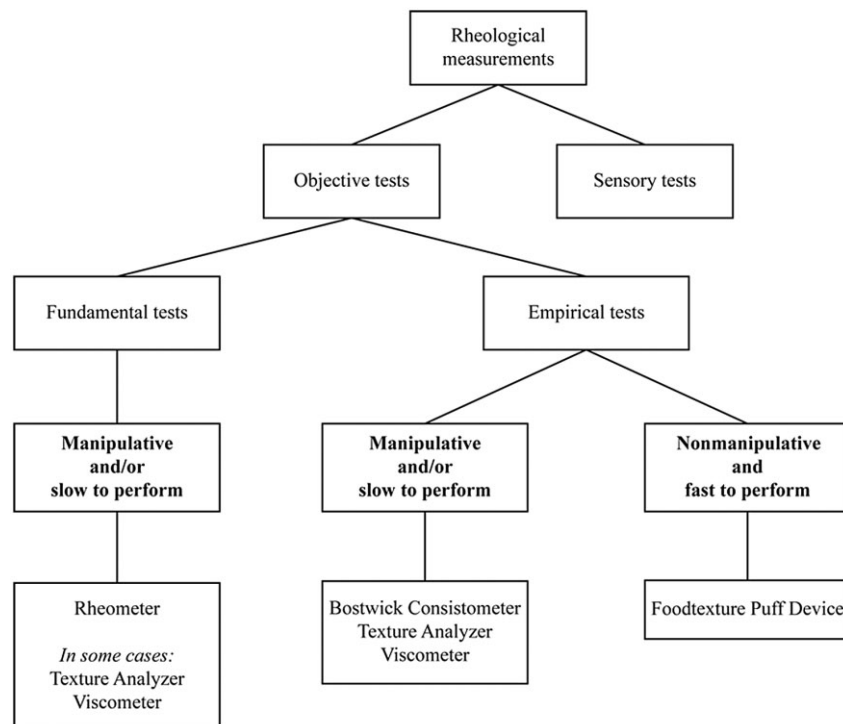 Rheological
measurements
Objective tests
Sensory tests
Fundamental tests
Empirical tests
Manipulative
and/or
slow to perform
Manipulative
and/or
slow to perform
Nonmanipulative
and
fast to perform
Rheometer
In some cases:
Texture Analyzer
Viscometer
Bostwick Consistometer
Texture Analyzer
Viscometer
Foodtexture Puff Device